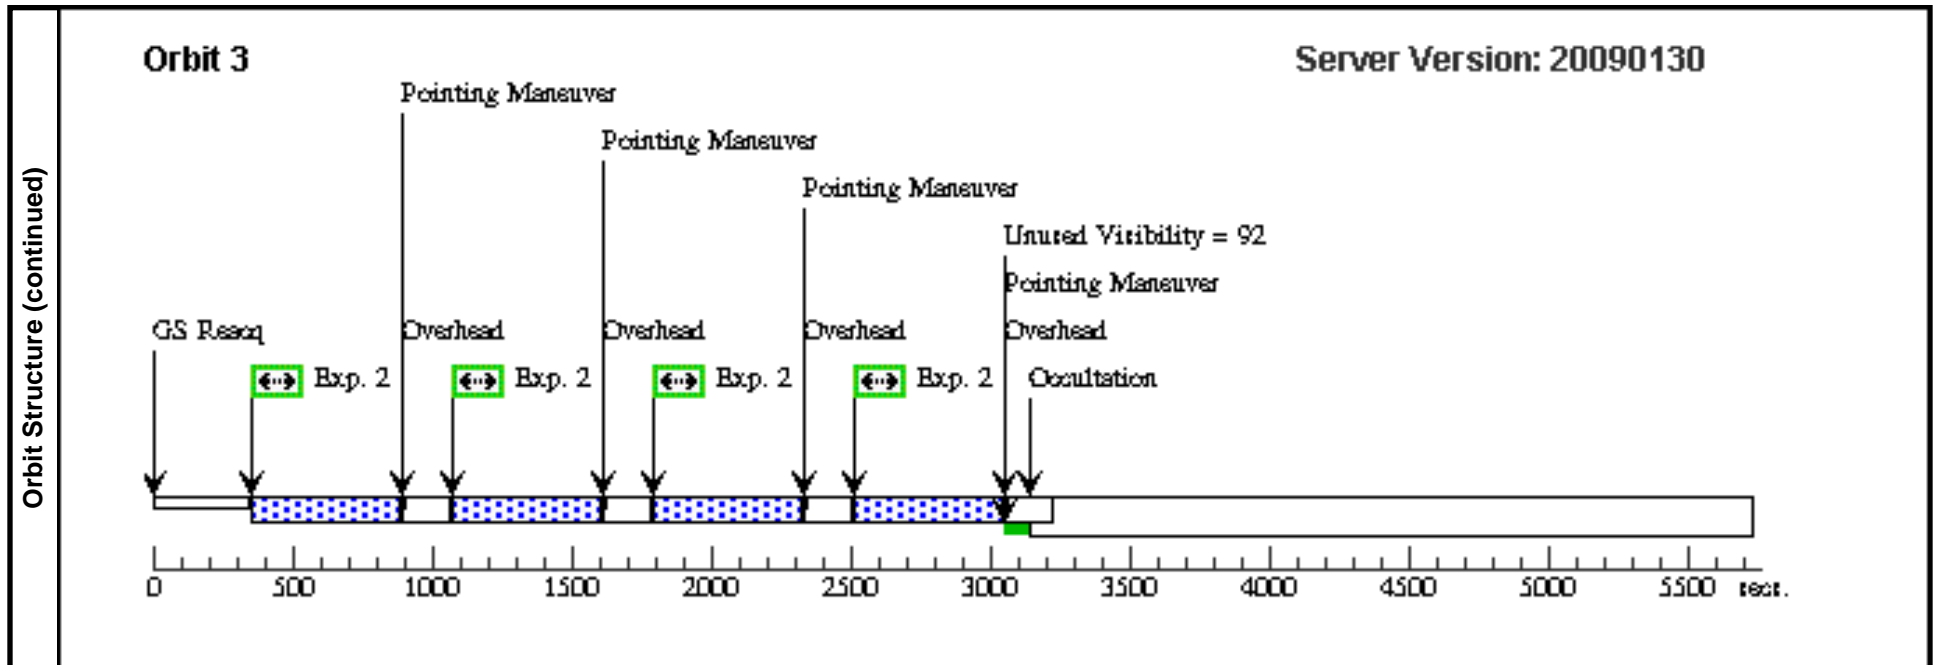 Orbit Structure (continued)
Orbit 3
Server Version: 20090130
Pointing Maneuver
Pointing Maneuver
Pointing Maneuver
Unused Visibility = 92
Pointing Maneuver
GS Reacq
Overhead
Overhead
Overhead
Overhead
Exp. 2
Exp. 2
Exp. 2
Exp. 2
Occultation
0 500 1000 1500 2000 2500 3000 3500 4000 4500 5000 5500 secs.